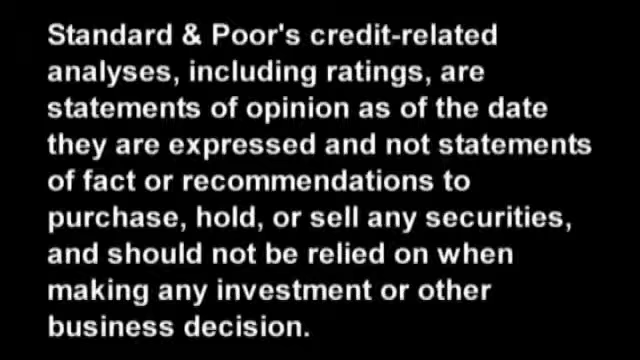 Standard & Poor's credit-related
analyses, including ratings, are
statements of opinion as of the date
they are expressed and not statements
of fact or recommendations to
purchase, hold, or sell any securities,
and should not be relied on when
making any investment or other
business decision.